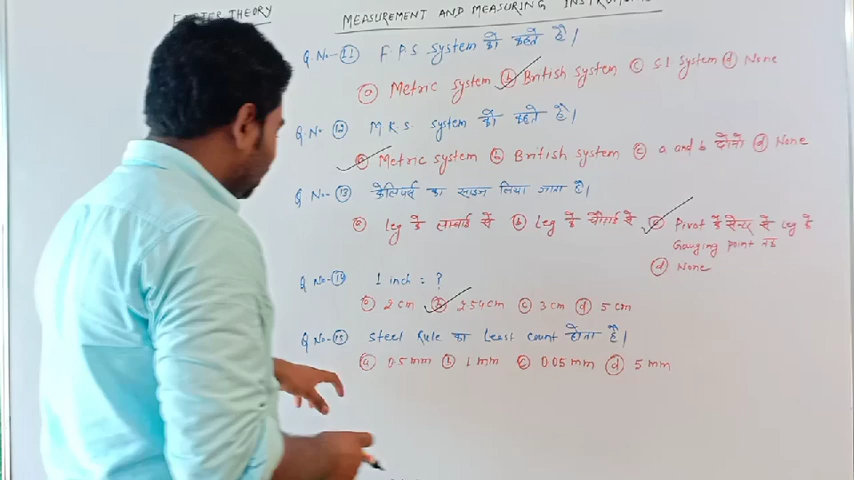 FITTER THEORY
MEASUREMENT AND MEASURING
Q No- 11 F P S System को कहते है।
a Metric System b British System c S I System d None
Q No. 12 M K S. System को कहते है।
a Metric System b British System c a and b दोनो d None
Q No- 13 केलिपर्स का साइज लिया जाता है।
a Leg के लम्बाई से b Leg के चौड़ाई से c Pivot के सेन्टर से Leg के
Gauging point तक
d None
Q No- 14 1 inch = ?
a 2 cm b 2.54 cm c 3 cm d 5 cm
Q No- 15 Steel Rule का Least Count होता है।
a 0.5 mm b 1 mm c 0.05 mm d 5 mm